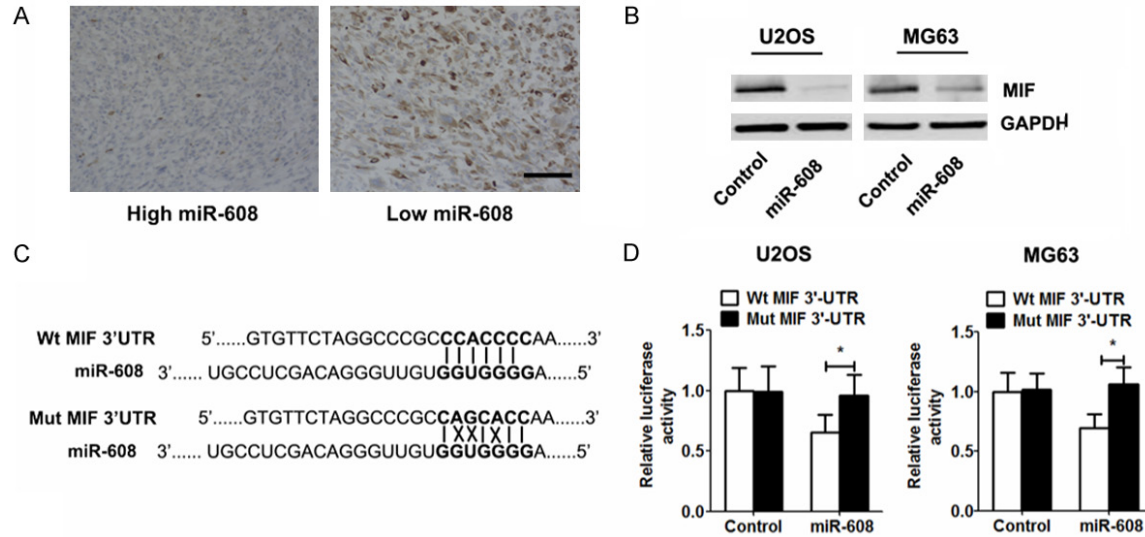 A
High miR-608
Low miR-608
B
U2OS
MG63
MIF
GAPDH
Control
miR-608
Control
miR-608
C
Wt MIF 3'UTR 5'......GTGTTCTAGGCCCGCCCACCCCAA......3'
miR-608 3'...... UGCCUCGACAGGGUUGUGGUGGGGA......5'
Mut MIF 3'UTR 5'......GTGTTCTAGGCCCGCCAGCACCAA......3'
miR-608 3'...... UGCCUCGACAGGGUUGUGGUGGGGA......5'
D
U2OS
Wt MIF 3'-UTR
Mut MIF 3'-UTR
Relative luciferase
activity
1.5
1.0
0.5
0.0
*
Control
miR-608
MG63
Wt MIF 3'-UTR
Mut MIF 3'-UTR
Relative luciferase
activity
1.5
1.0
0.5
0.0
*
Control
miR-608